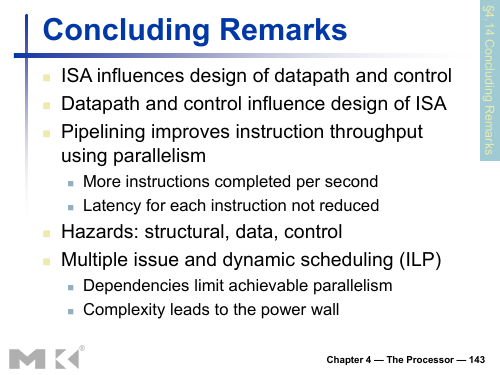 Concluding Remarks
§4.14 Concluding Remarks
ISA influences design of datapath and control
Datapath and control influence design of ISA
Pipelining improves instruction throughput
using parallelism
More instructions completed per second
Latency for each instruction not reduced
Hazards: structural, data, control
Multiple issue and dynamic scheduling (ILP)
Dependencies limit achievable parallelism
Complexity leads to the power wall
MK®
Chapter 4 — The Processor — 143